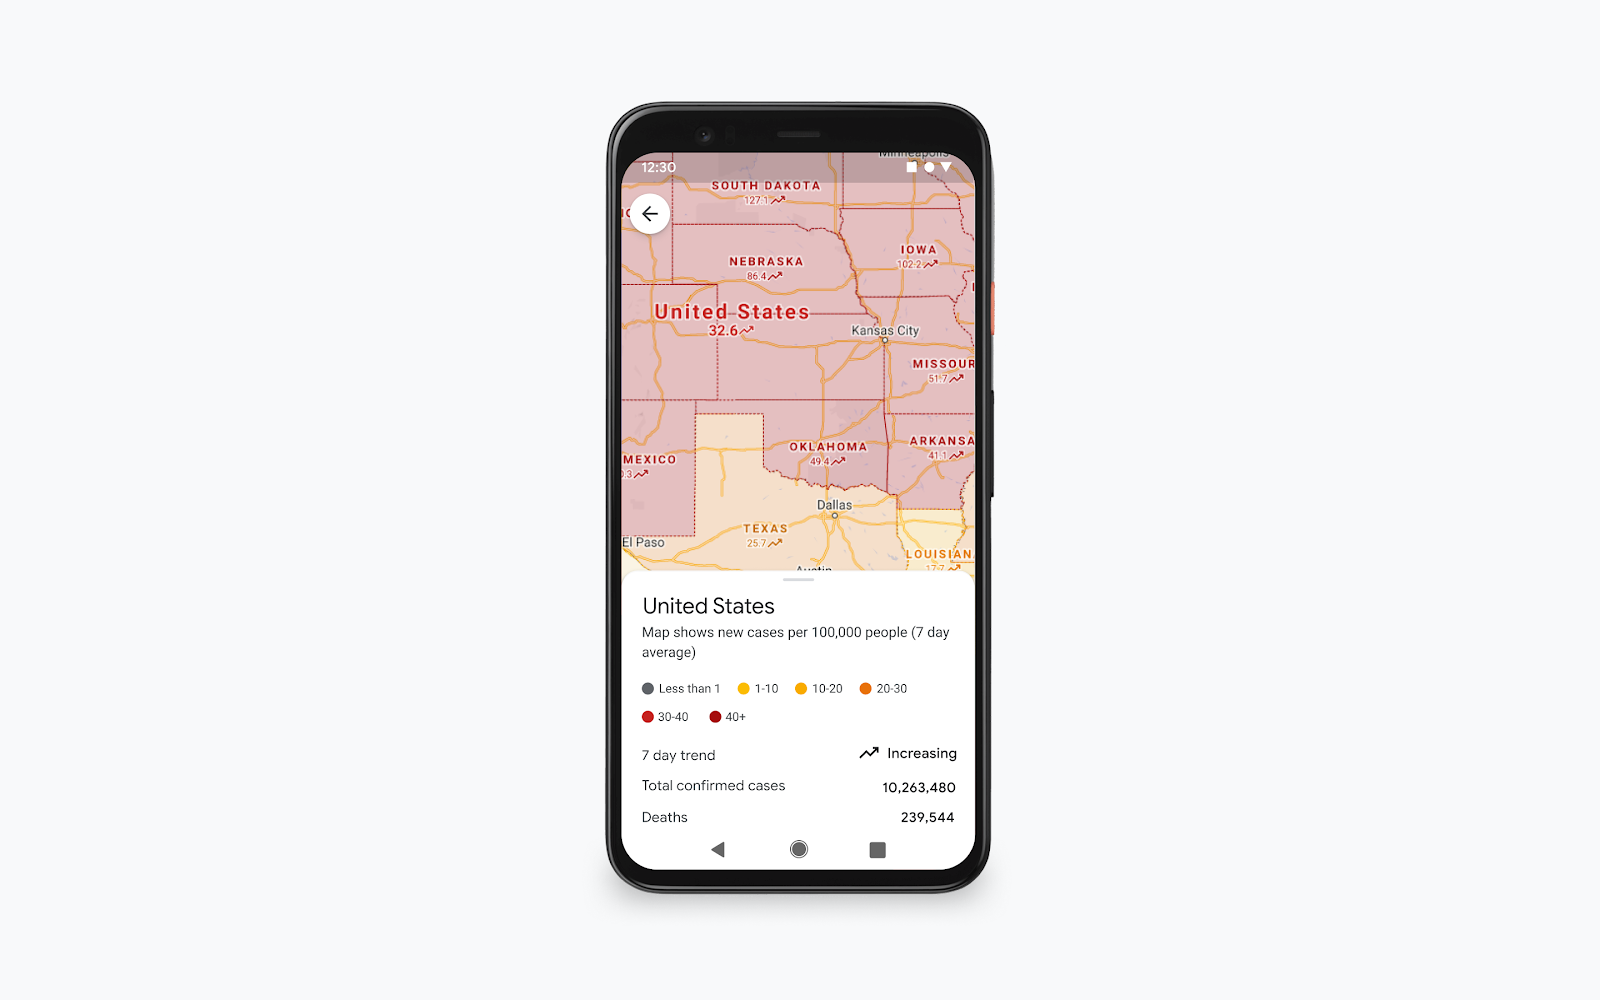 Minneapolis
12:30
SOUTH DAKOTA
127.1
IOWA
102.2
NEBRASKA
86.4
United States
32.6
Kansas City
MISSOUR
51.7
OKLAHOMA
49.4
ARKANSA
41.1
MEXICO
0.3
Dallas
TEXAS
25.7
El Paso
LOUISIAN
17.7
Austin
United States
Map shows new cases per 100,000 people (7 day
average)
Less than 1 1-10 10-20 20-30
30-40 40+
7 day trend Increasing
Total confirmed cases 10,263,480
Deaths 239,544